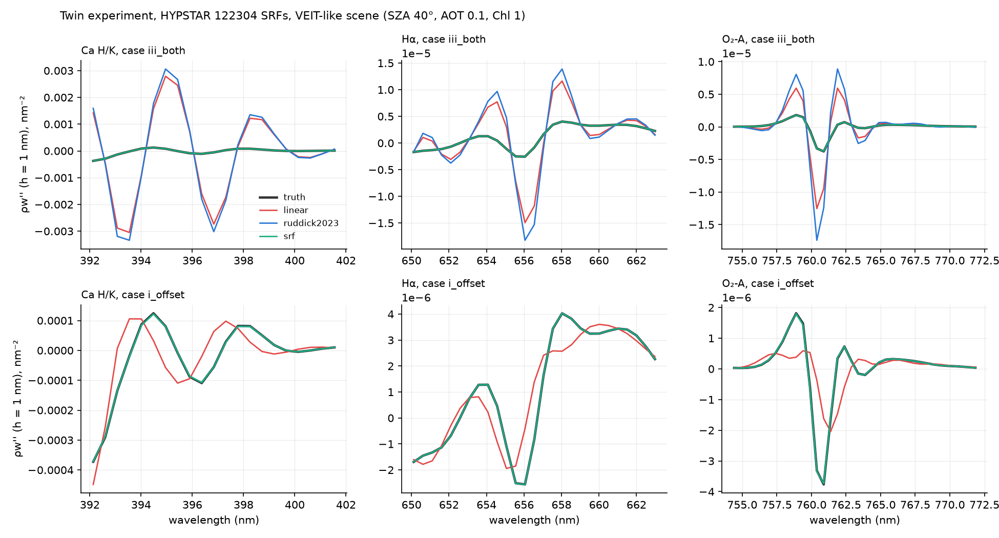 Twin experiment, HYPSTAR 122304 SRFs, VEIT-like scene (SZA 40°, AOT 0.1, Chl 1)
Ca H/K, case iii_both
ρw'' (h = 1 nm), nm⁻²
0.003
0.002
0.001
0.000
−0.001
−0.002
−0.003
392 394 396 398 400 402
truth
linear
ruddick2023
srf
Hα, case iii_both
1e−5
1.5
1.0
0.5
0.0
−0.5
−1.0
−1.5
650 652 654 656 658 660 662
O₂-A, case iii_both
1e−5
1.0
0.5
0.0
−0.5
−1.0
−1.5
755.0 757.5 760.0 762.5 765.0 767.5 770.0 772.5
Ca H/K, case i_offset
ρw'' (h = 1 nm), nm⁻²
0.0001
0.0000
−0.0001
−0.0002
−0.0003
−0.0004
392 394 396 398 400 402
wavelength (nm)
Hα, case i_offset
1e−6
4
3
2
1
0
−1
−2
650 652 654 656 658 660 662
wavelength (nm)
O₂-A, case i_offset
1e−6
2
1
0
−1
−2
−3
−4
755.0 757.5 760.0 762.5 765.0 767.5 770.0 772.5
wavelength (nm)